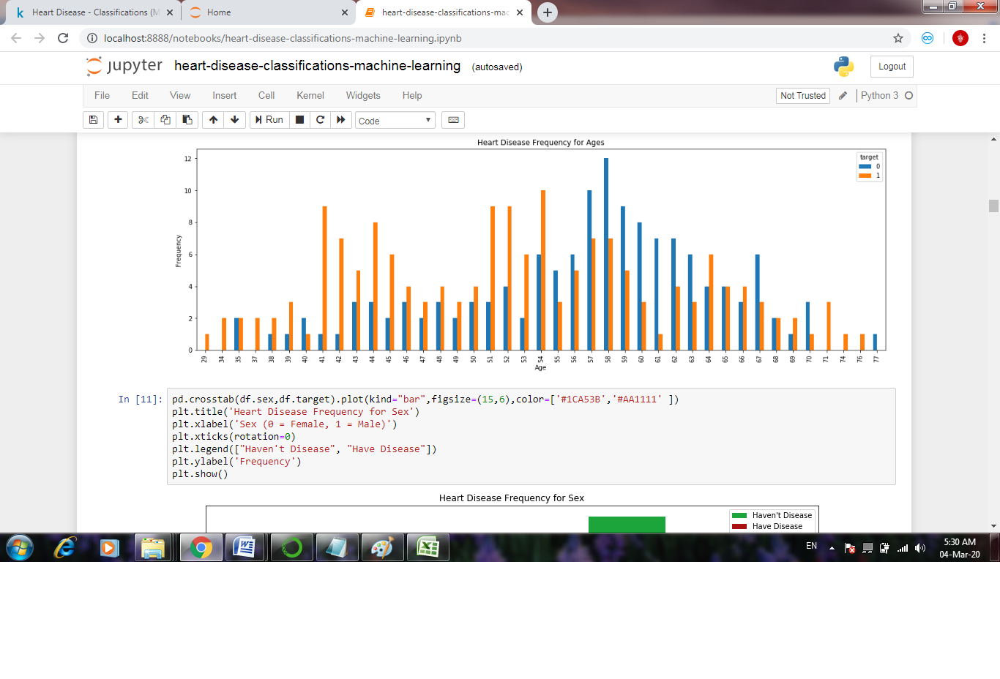 Heart Disease - Classifications (M
Home
heart-disease-classifications-mac
localhost:8888/notebooks/heart-disease-classifications-machine-learning.ipynb
jupyter heart-disease-classifications-machine-learning (autosaved)
Logout
File Edit View Insert Cell Kernel Widgets Help
Not Trusted Python 3
Run Code
Heart Disease Frequency for Ages
target
0
1
12
10
8
6
4
2
0
Frequency
29 34 35 37 38 39 40 41 42 43 44 45 46 47 48 49 50 51 52 53 54 55 56 57 58 59 60 61 62 63 64 65 66 67 68 69 70 71 74 76 77
Age
In [11]: pd.crosstab(df.sex,df.target).plot(kind="bar",figsize=(15,6),color=['#1CA53B','#AA1111' ])
plt.title('Heart Disease Frequency for Sex')
plt.xlabel('Sex (0 = Female, 1 = Male)')
plt.xticks(rotation=0)
plt.legend(["Haven't Disease", "Have Disease"])
plt.ylabel('Frequency')
plt.show()
Heart Disease Frequency for Sex
Haven't Disease
Have Disease
EN
5:30 AM
04-Mar-20